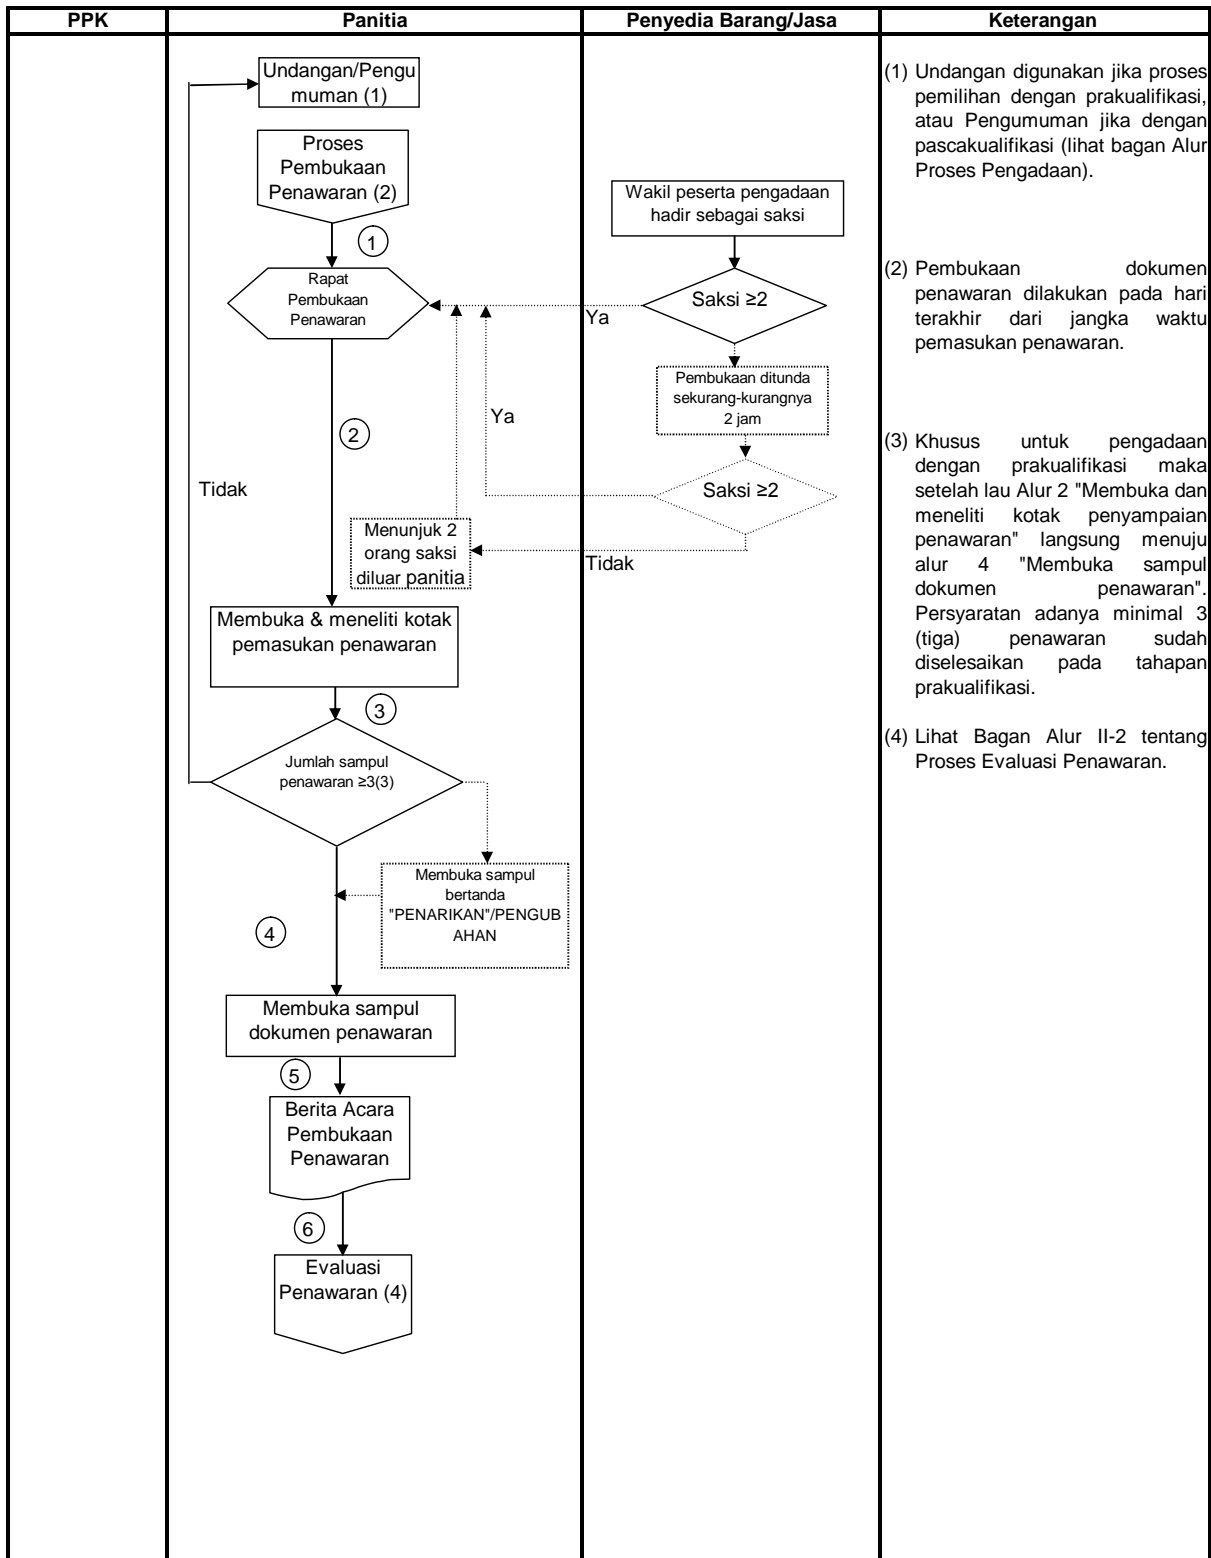 PPK
Panitia
Penyedia Barang/Jasa
Keterangan
Undangan/Pengu
muman (1)
Proses
Pembukaan
Penawaran (2)
1
Rapat
Pembukaan
Penawaran
2
Tidak
Ya
Menunjuk 2
orang saksi
diluar panitia
Membuka & meneliti kotak
pemasukan penawaran
3
Jumlah sampul
penawaran ≥3(3)
Membuka sampul
bertanda
"PENARIKAN"/PENGUB
AHAN
4
Membuka sampul
dokumen penawaran
5
Berita Acara
Pembukaan
Penawaran
6
Evaluasi
Penawaran (4)
Wakil peserta pengadaan
hadir sebagai saksi
Saksi ≥2
Ya
Pembukaan ditunda
sekurang-kurangnya
2 jam
Saksi ≥2
Tidak
(1) Undangan digunakan jika proses
pemilihan dengan prakualifikasi,
atau Pengumuman jika dengan
pascakualifikasi (lihat bagan Alur
Proses Pengadaan).
(2) Pembukaan dokumen
penawaran dilakukan pada hari
terakhir dari jangka waktu
pemasukan penawaran.
(3) Khusus untuk pengadaan
dengan prakualifikasi maka
setelah lau Alur 2 "Membuka dan
meneliti kotak penyampaian
penawaran" langsung menuju
alur 4 "Membuka sampul
dokumen penawaran".
Persyaratan adanya minimal 3
(tiga) penawaran sudah
diselesaikan pada tahapan
prakualifikasi.
(4) Lihat Bagan Alur II-2 tentang
Proses Evaluasi Penawaran.